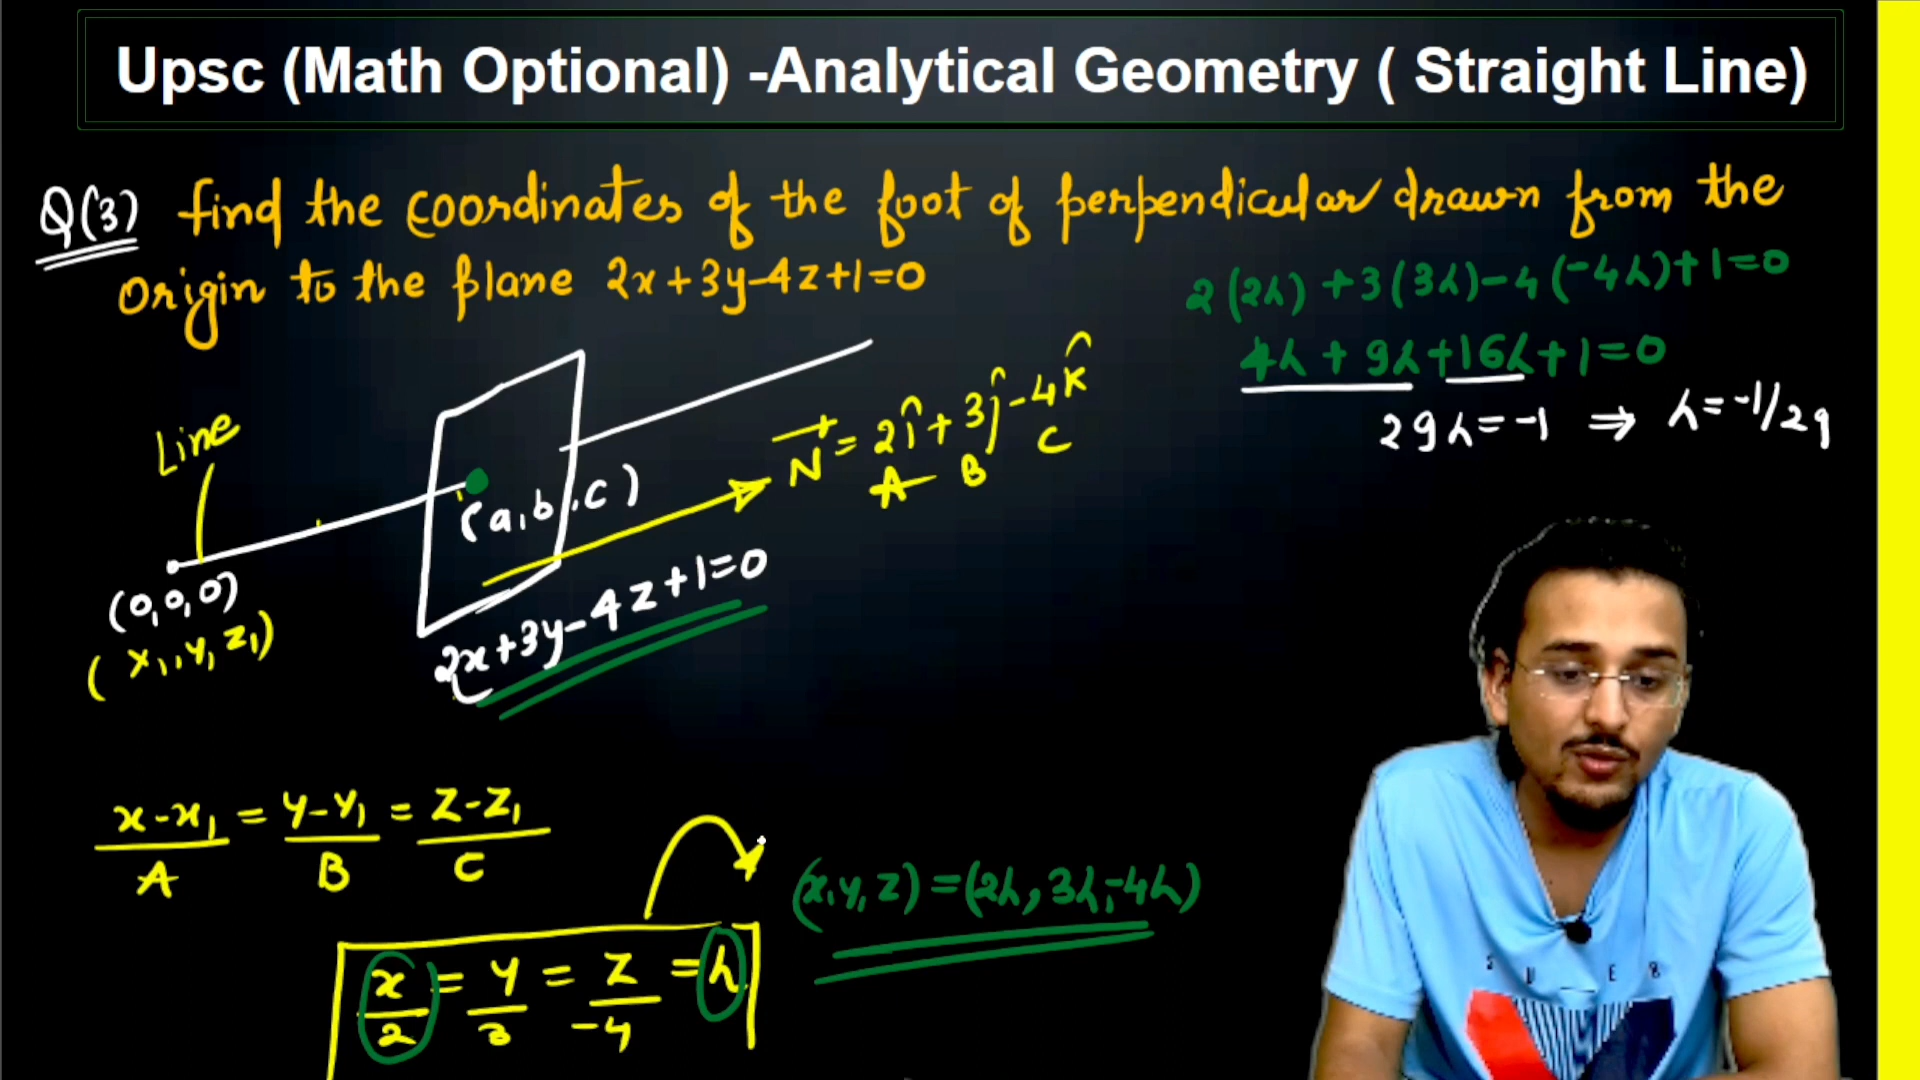 Upsc (Math Optional) -Analytical Geometry ( Straight Line)
Q(3) find the coordinates of the foot of perpendicular drawn from the
origin to the plane 2x+3y-4z+1=0
2(2λ)+3(3λ)-4(-4λ)+1=0
4λ+9λ+16λ+1=0
29λ=-1 ⇒ λ=-1/29
Line
N⃗ = 2î+3ĵ-4k̂
A B C
(a,b,c)
(0,0,0)
(x₁,y₁,z₁)
2x+3y-4z+1=0
x-x₁/A = y-y₁/B = z-z₁/C
(x,y,z)=(2λ,3λ,-4λ)
x/2 = y/3 = z/-4 = λ